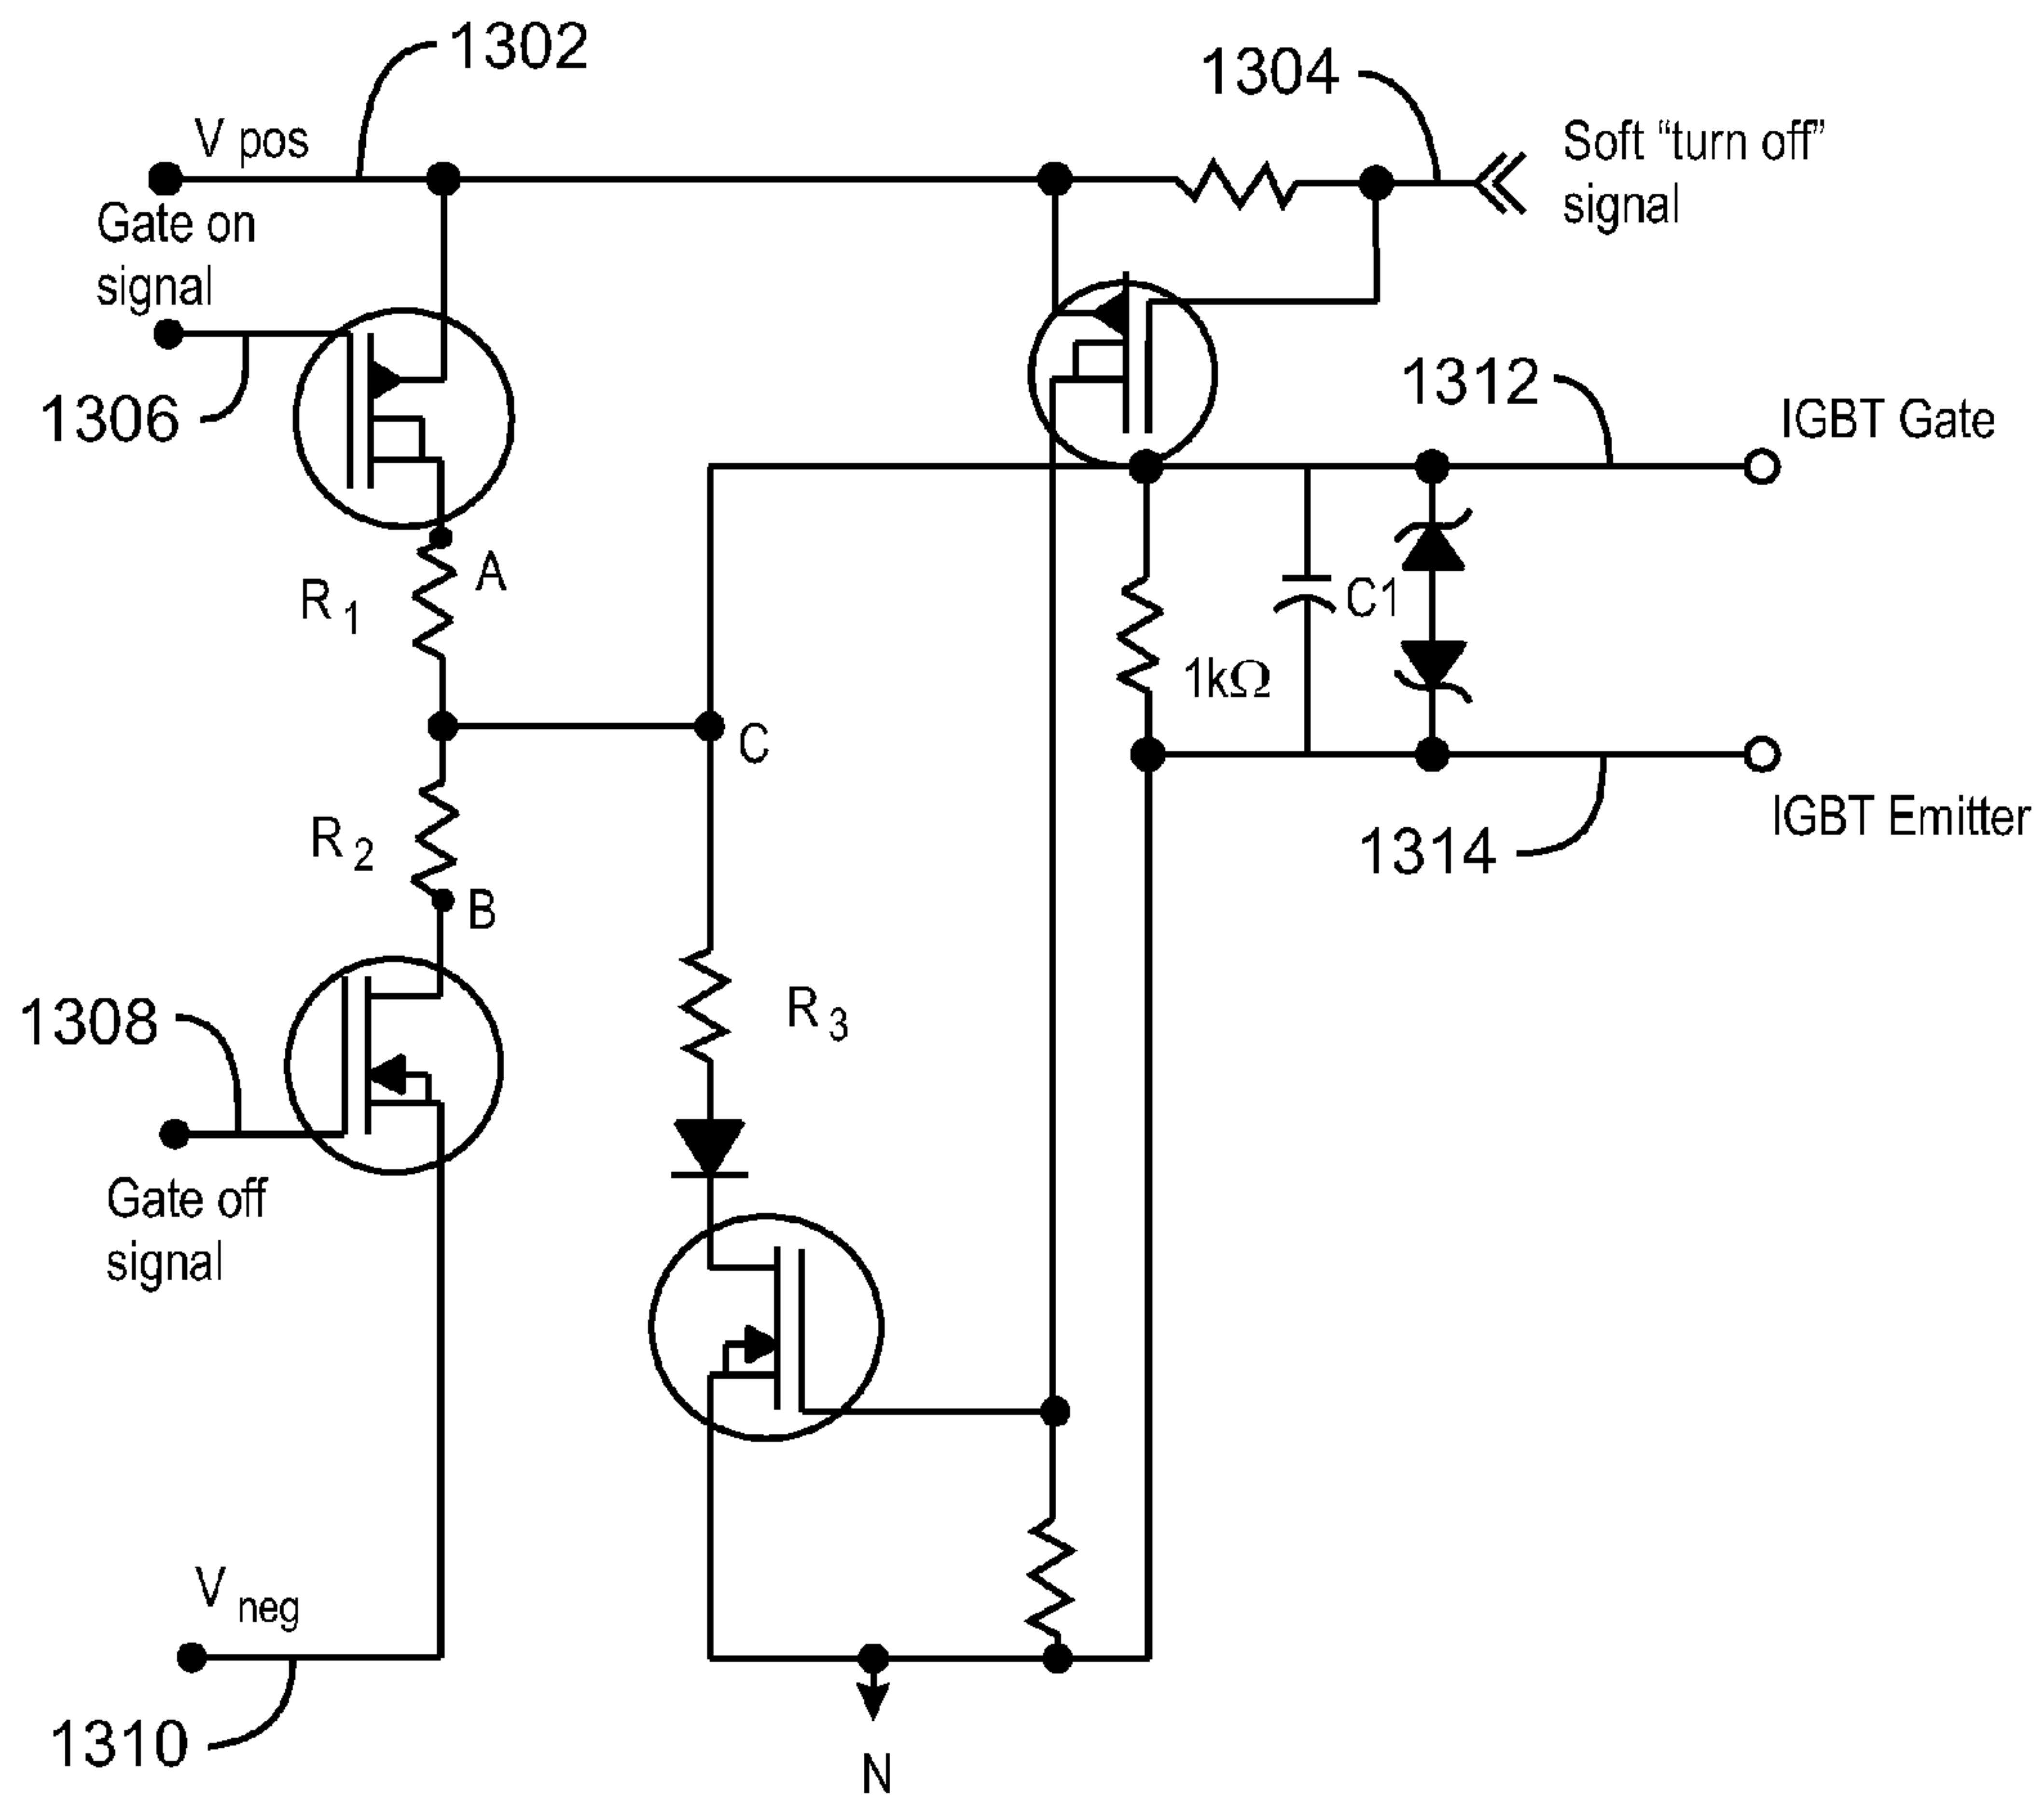 1302
1304
V pos
Soft “turn off”
signal
Gate on
signal
1306
1312
IGBT Gate
A
R 1
C1
1kΩ
C
IGBT Emitter
R 2
1314
B
1308
R 3
Gate off
signal
V neg
1310
N